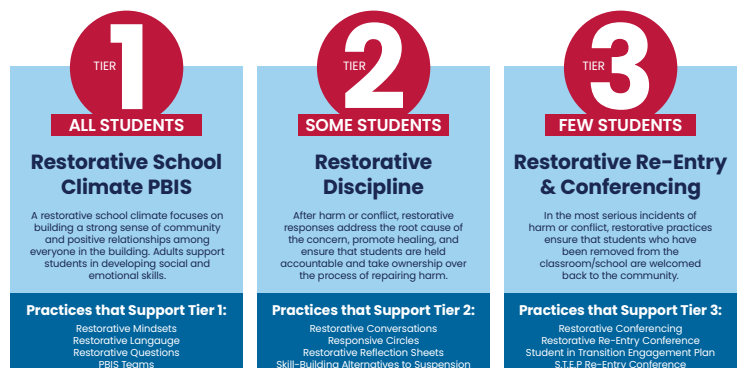 TIER 1
ALL STUDENTS
Restorative School
Climate PBIS
A restorative school climate focuses on
building a strong sense of community
and positive relationships among
everyone in the building. Adults support
students in developing social and
emotional skills.
Practices that Support Tier 1:
Restorative Mindsets
Restorative Langauge
Restorative Questions
PBIS Teams
TIER 2
SOME STUDENTS
Restorative
Discipline
After harm or conflict, restorative
responses address the root cause of
the concern, promote healing, and
ensure that students are held
accountable and take ownership over
the process of repairing harm.
Practices that Support Tier 2:
Restorative Conversations
Responsive Circles
Restorative Reflection Sheets
Skill-Building Alternatives to Suspension
TIER 3
FEW STUDENTS
Restorative Re-Entry
& Conferencing
In the most serious incidents of
harm or conflict, restorative practices
ensure that students who have
been removed from the
classroom/school are welcomed
back to the community.
Practices that Support Tier 3:
Restorative Conferencing
Restorative Re-Entry Conference
Student in Transition Engagement Plan
S.T.E.P Re-Entry Conference